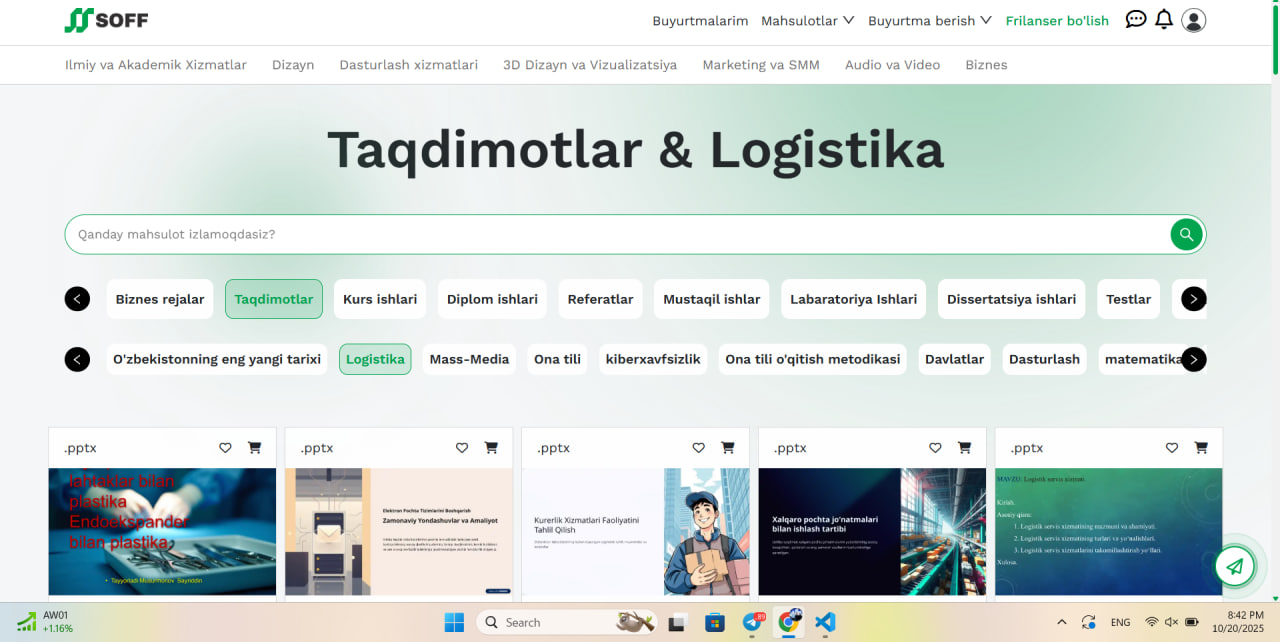 SOFF
Buyurtmalarim Mahsulotlar Buyurtma berish Frilanser bo'lish
Ilmiy va Akademik Xizmatlar Dizayn Dasturlash xizmatlari 3D Dizayn va Vizualizatsiya Marketing va SMM Audio va Video Biznes
Taqdimotlar & Logistika
Qanday mahsulot izlamoqdasiz?
Biznes rejalar Taqdimotlar Kurs ishlari Diplom ishlari Referatlar Mustaqil ishlar Labaratoriya Ishlari Dissertatsiya ishlari Testlar
O'zbekistonning eng yangi tarixi Logistika Mass-Media Ona tili kiberxavfsizlik Ona tili o'qitish metodikasi Davlatlar Dasturlash matematika
.pptx .pptx .pptx .pptx .pptx
lahtaklar bilan
plastika
Endoekspander
bilan plastika.
• Tayyorladi Musurmonov Sayriddin
Elektron Pochta Tizimlarini Boshqarish
Zamonaviy Yondashuvlar va Amaliyot
Kurerlik Xizmatlari Faoliyatini
Tahlil Qilish
Xalqaro pochta jo'natmalari
bilan ishlash tartibi
MAVZU: Logistik servis xizmati.
Kirish.
Asosiy qism:
1. Logistik servis xizmatining mazmuni va ahamiyati.
2. Logistik servis xizmatining turlari va yo'nalishlari.
3. Logistik servis xizmatlarini takomillashtirish yo'llari.
Xulosa.
AW01
+1.16%
Search
89
ENG
8:42 PM
10/20/2025